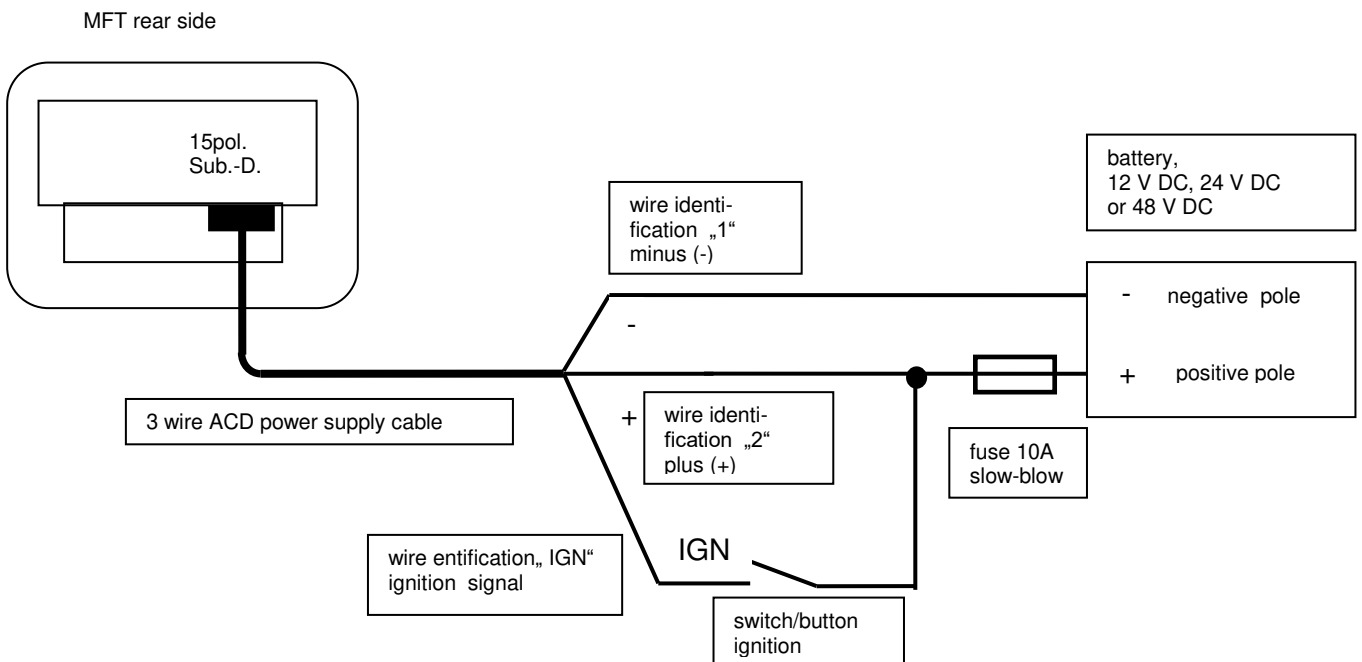 MFT rear side
15pol.
Sub.-D.
battery,
12 V DC, 24 V DC
or 48 V DC
wire identi-
fication „1“
minus (-)
- negative pole
-
+ positive pole
3 wire ACD power supply cable
+
wire identi-
fication „2“
plus (+)
fuse 10A
slow-blow
IGN
wire entification„ IGN“
ignition signal
switch/button
ignition